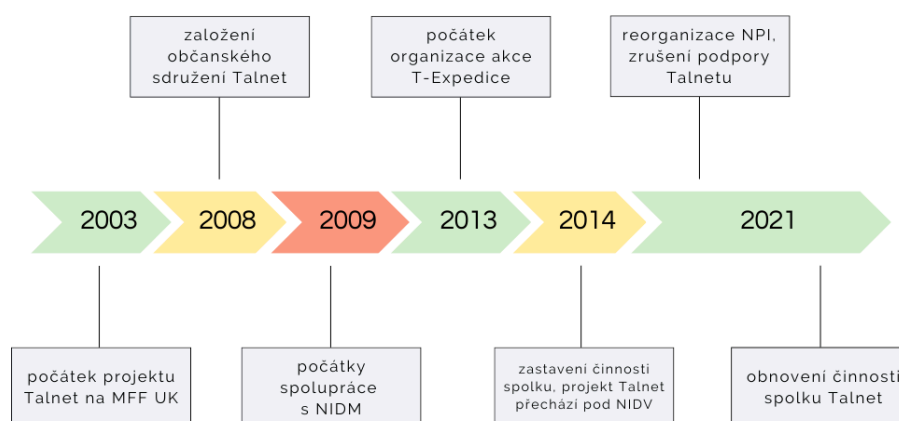 založení
občanského
sdružení Talnet
počátek
organizace akce
T-Expedice
reorganizace NPI,
zrušení podpory
Talnetu
2003
2008
2009
2013
2014
2021
počátek projektu
Talnet na MFF UK
počátky
spolupráce
s NIDM
zastavení činnosti
spolku, projekt Talnet
přechází pod NIDV
obnovení činnosti
spolku Talnet